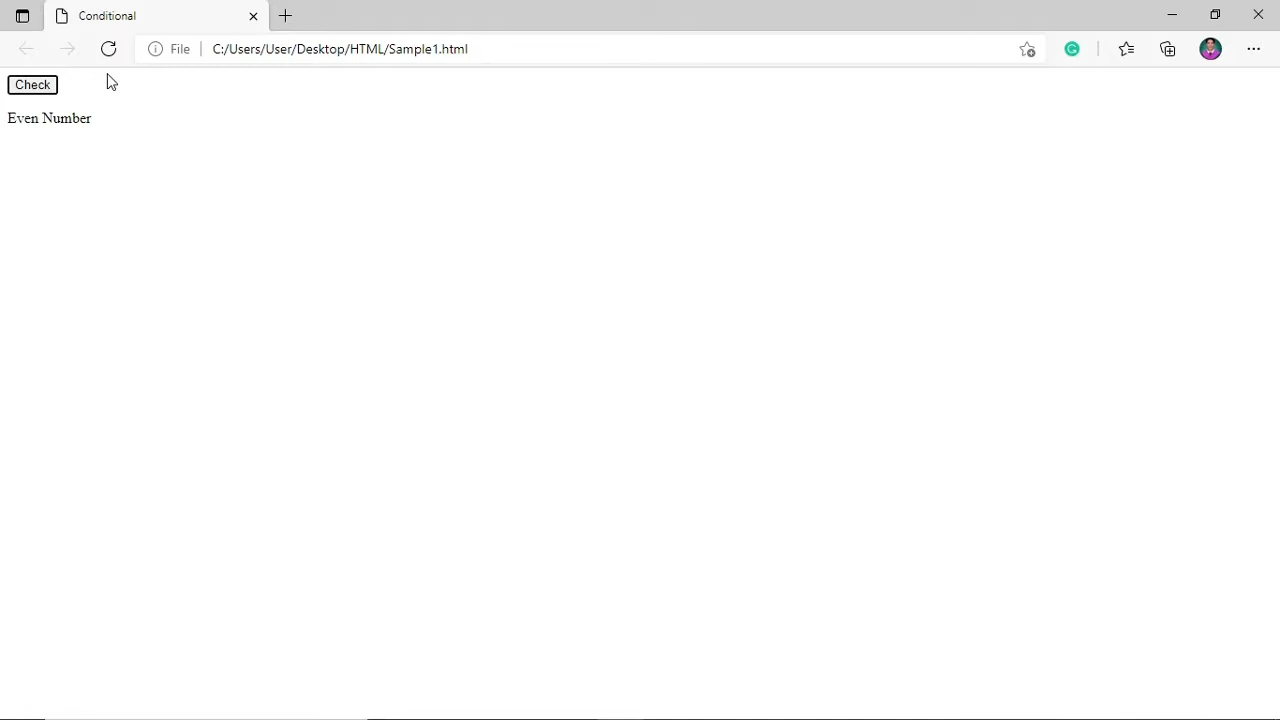 Conditional
File
C:/Users/User/Desktop/HTML/Sample1.html
Check
Even Number